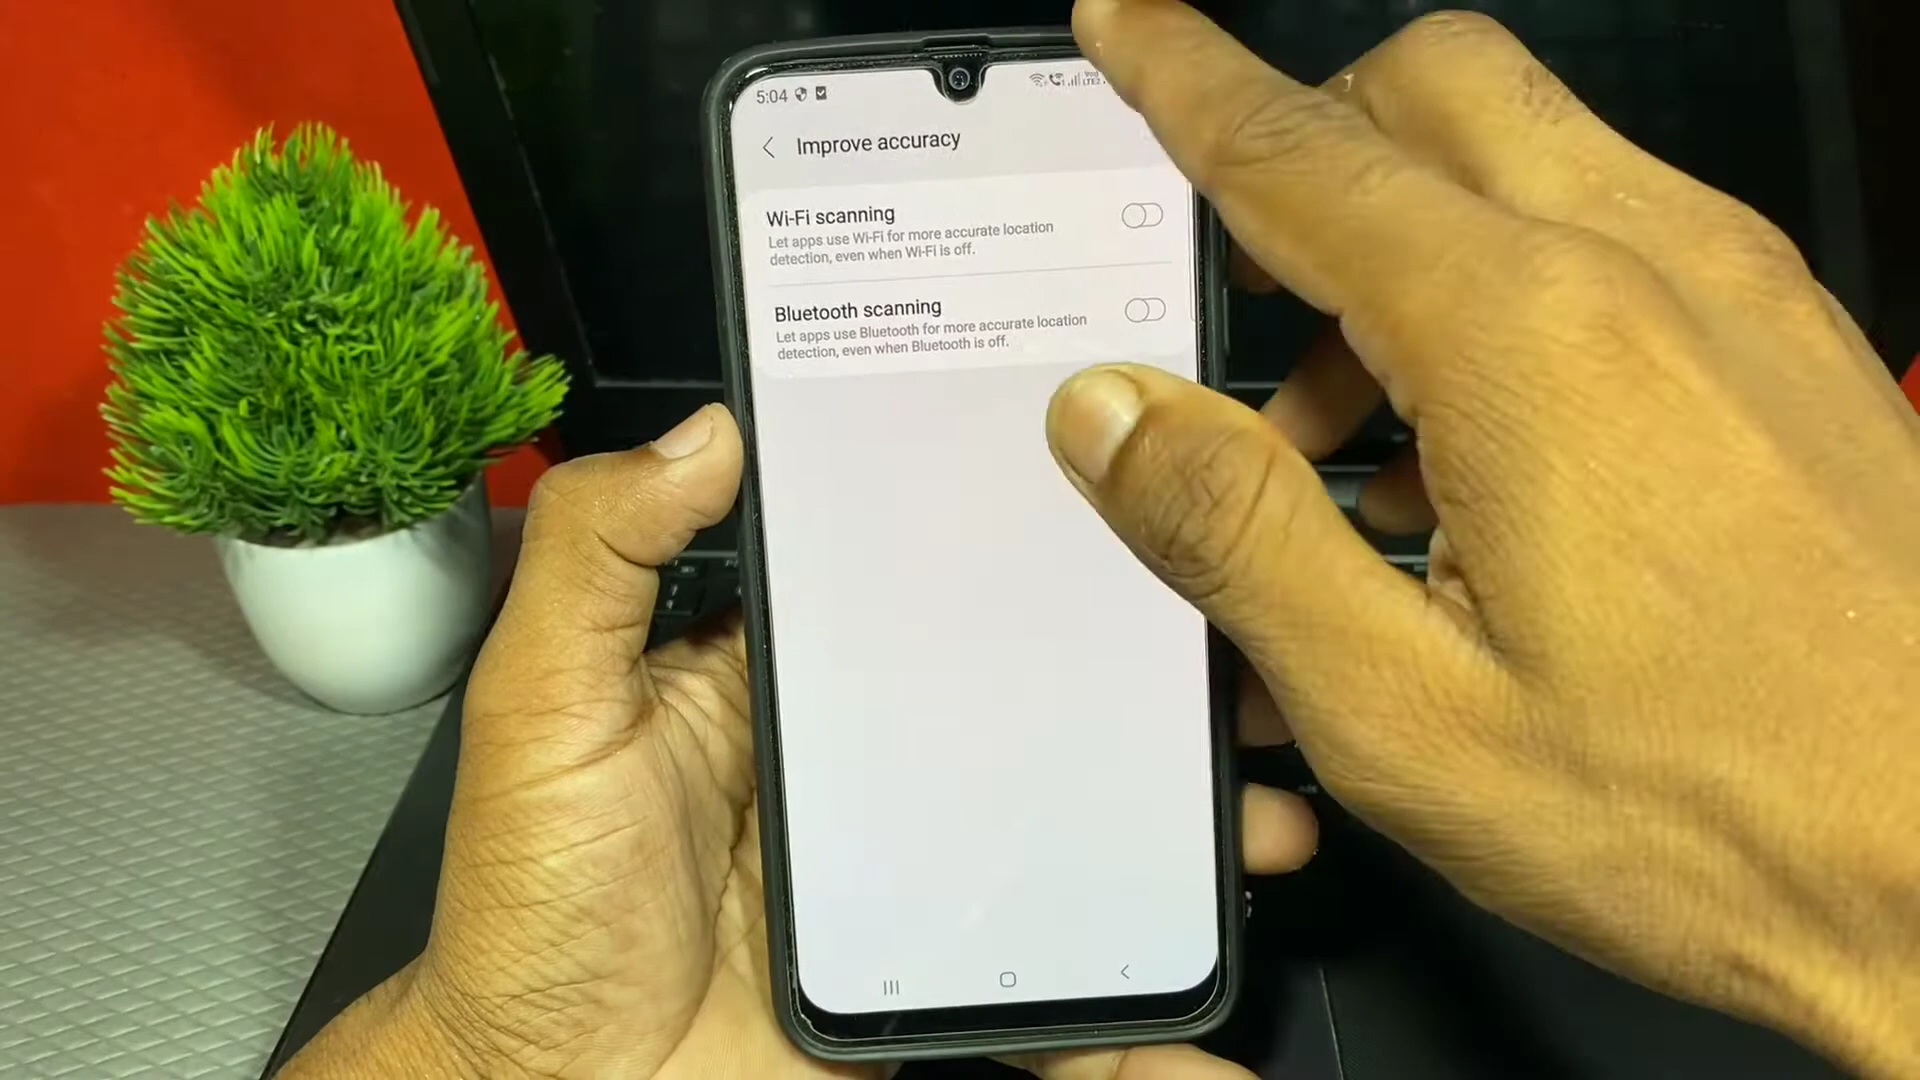 5:04
Improve accuracy
Wi-Fi scanning
Let apps use Wi-Fi for more accurate location
detection, even when Wi-Fi is off.
Bluetooth scanning
Let apps use Bluetooth for more accurate location
detection, even when Bluetooth is off.